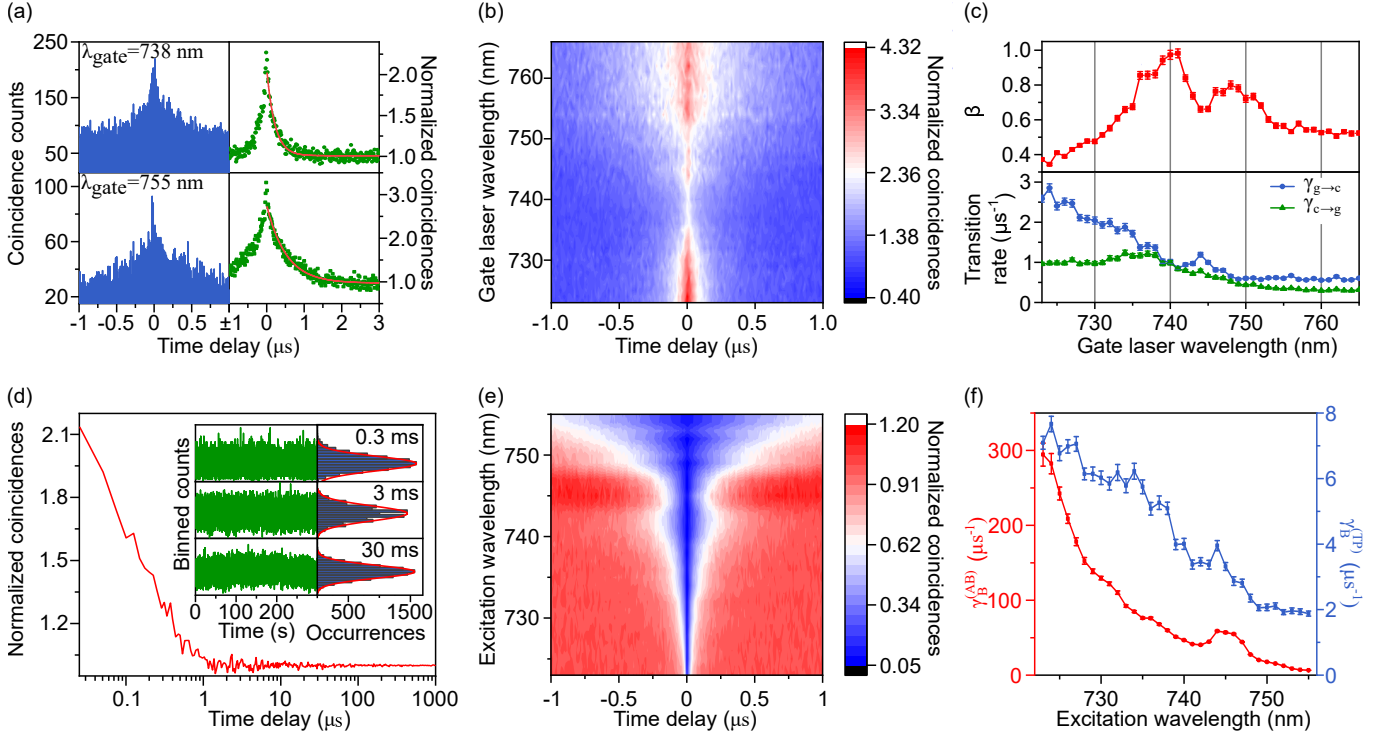 (a)
λgate=738 nm
λgate=755 nm
Coincidence counts
250
150
50
100
60
20
2.0
1.5
1.0
3.0
2.0
1.0
Normalized coincidences
-1 -0.5 0 0.5 ±1 0 1 2 3
Time delay (μs)
(b)
Gate laser wavelength (nm)
760
750
740
730
-1.0 -0.5 0 0.5 1.0
Time delay (μs)
4.32
3.34
2.36
1.38
0.40
Normalized coincidences
(c)
β
1.0
0.8
0.6
0.4
Transition
rate (μs-1)
3
2
1
0
γg→c
γc→g
730 740 750 760
Gate laser wavelength (nm)
(d)
Normalized coincidences
2.1
1.8
1.5
1.2
0.1 1 10 100 1000
Time delay (μs)
Binned counts
0.3 ms
3 ms
30 ms
0 100 200 500 1500
Time (s) Occurrences
(e)
Excitation wavelength (nm)
750
740
730
-1 -0.5 0 0.5 1
Time delay (μs)
1.20
0.91
0.62
0.34
0.05
Normalized coincidences
(f)
γB(AB) (μs-1)
300
200
100
0
8
6
4
2
0
γB(TP) (μs-1)
730 740 750
Excitation wavelength (nm)